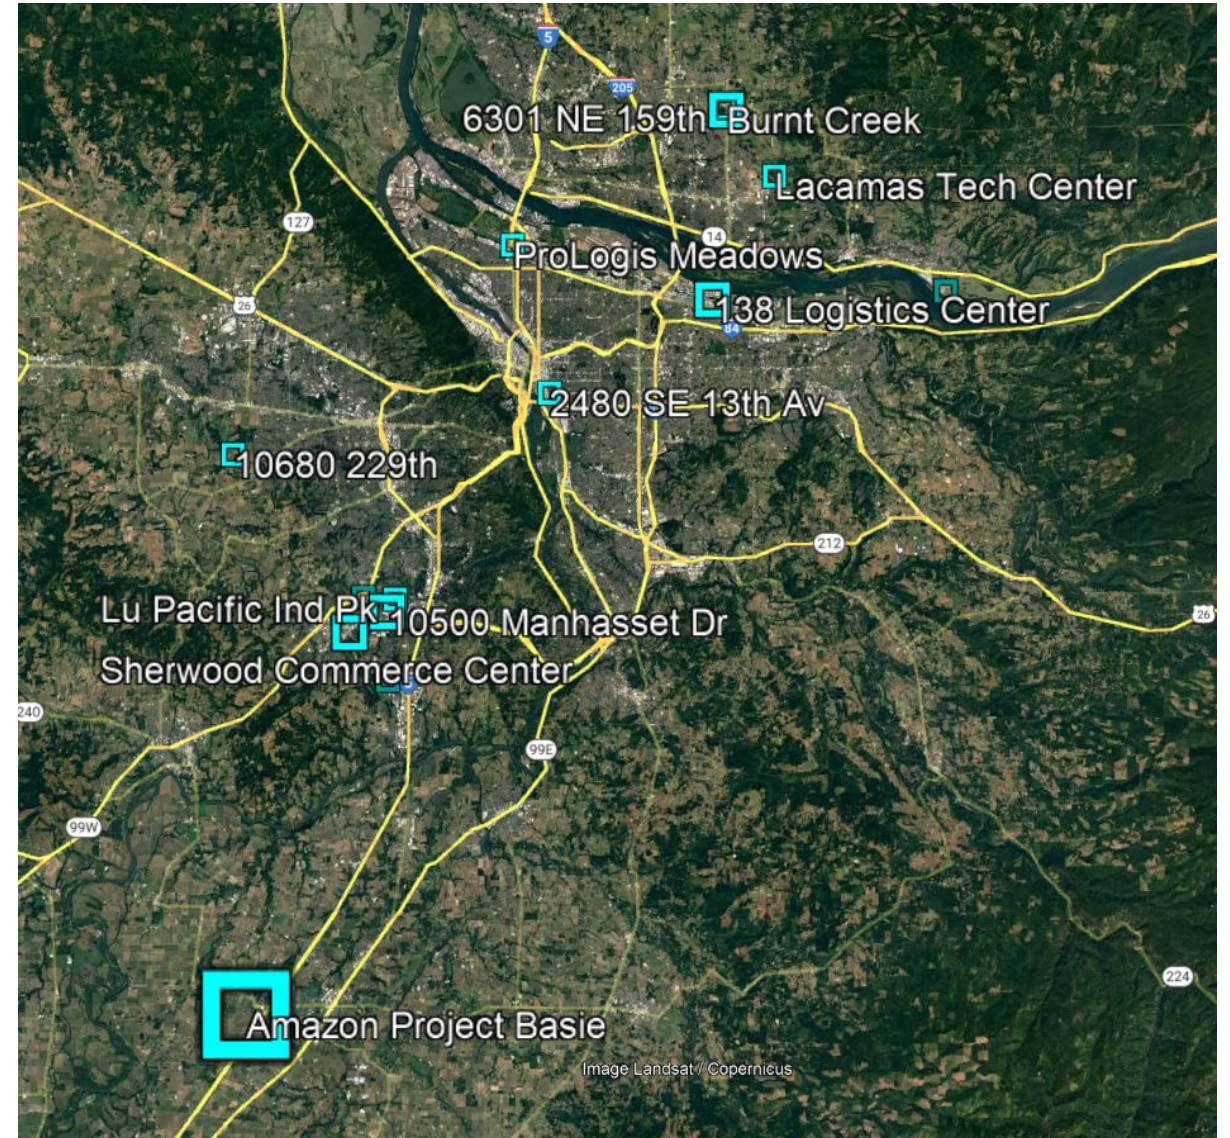 5
205
6301 NE 159th
Burnt Creek
Lacamas Tech Center
127
14
ProLogis Meadows
26
138 Logistics Center
84
2480 SE 13th Av
10680 229th
212
Lu Pacific Ind Pk
10500 Manhasset Dr
26
Sherwood Commerce Center
5
240
99E
99W
224
Amazon Project Basie
Image Landsat / Copernicus